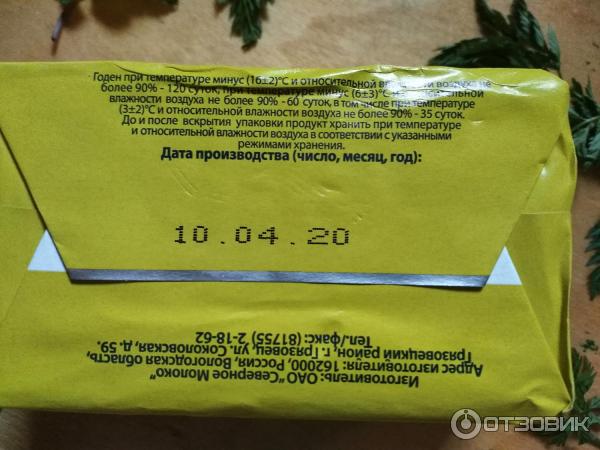 Годен при температуре минус (16±2)°С и относительной воздуха не
более 90% - 120 суток, при температуре минус (6±3)°С
влажности воздуха не более 90% - 60 суток, в том числе при температуре
(3±2)°С и относительной влажности воздуха не более 90% - 35 суток.
До и после вскрытия упаковки продукт хранить при температуре
и относительной влажности воздуха в соответствии с указанными
режимами хранения.
Дата производства (число, месяц, год):
10.04.20
Изготовитель: ОАО "Северное Молоко"
Адрес изготовителя: 162000, Россия, Вологодская область,
Грязовецкий район, г. Грязовец, ул. Соколовская, д. 59.
Тел./факс: (81755) 2-18-62
ОТЗОВИК